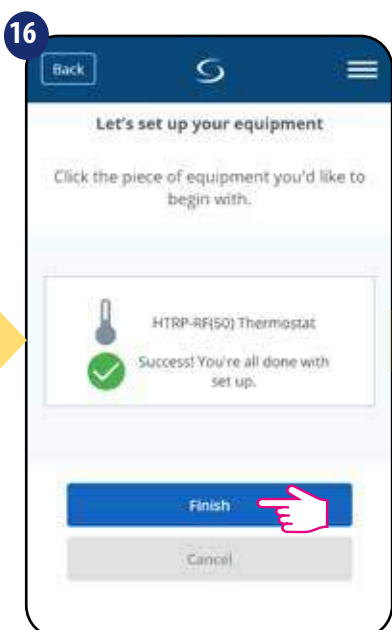 16
Back
Let's set up your equipment
Click the piece of equipment you'd like to
begin with.
HTRP-RF(50) Thermostat
Success! You're all done with
set up.
Finish
Cancel